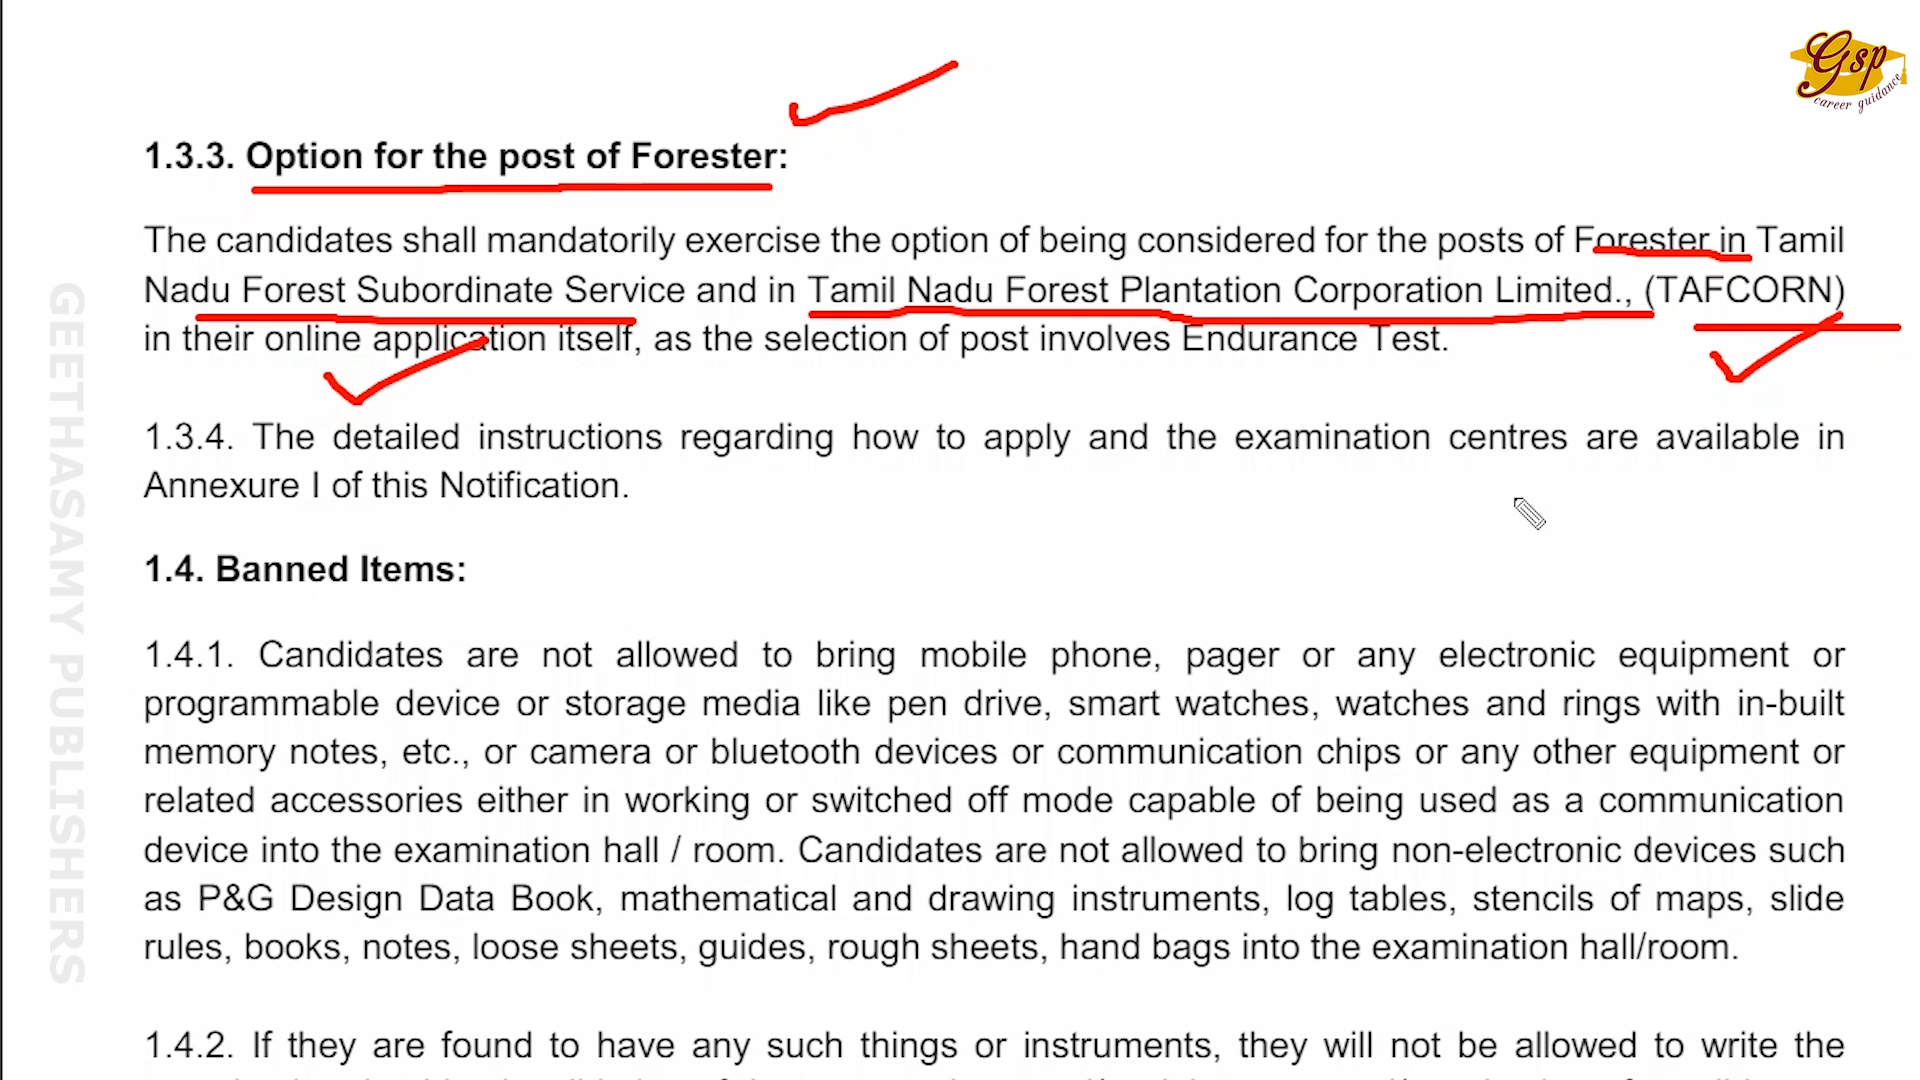 Gsp
career guidance
1.3.3. Option for the post of Forester:
The candidates shall mandatorily exercise the option of being considered for the posts of Forester in Tamil
Nadu Forest Subordinate Service and in Tamil Nadu Forest Plantation Corporation Limited., (TAFCORN)
in their online application itself, as the selection of post involves Endurance Test.
1.3.4. The detailed instructions regarding how to apply and the examination centres are available in
Annexure I of this Notification.
1.4. Banned Items:
1.4.1. Candidates are not allowed to bring mobile phone, pager or any electronic equipment or
programmable device or storage media like pen drive, smart watches, watches and rings with in-built
memory notes, etc., or camera or bluetooth devices or communication chips or any other equipment or
related accessories either in working or switched off mode capable of being used as a communication
device into the examination hall / room. Candidates are not allowed to bring non-electronic devices such
as P&G Design Data Book, mathematical and drawing instruments, log tables, stencils of maps, slide
rules, books, notes, loose sheets, guides, rough sheets, hand bags into the examination hall/room.
1.4.2. If they are found to have any such things or instruments, they will not be allowed to write the
GEETHASAMY PUBLISHERS